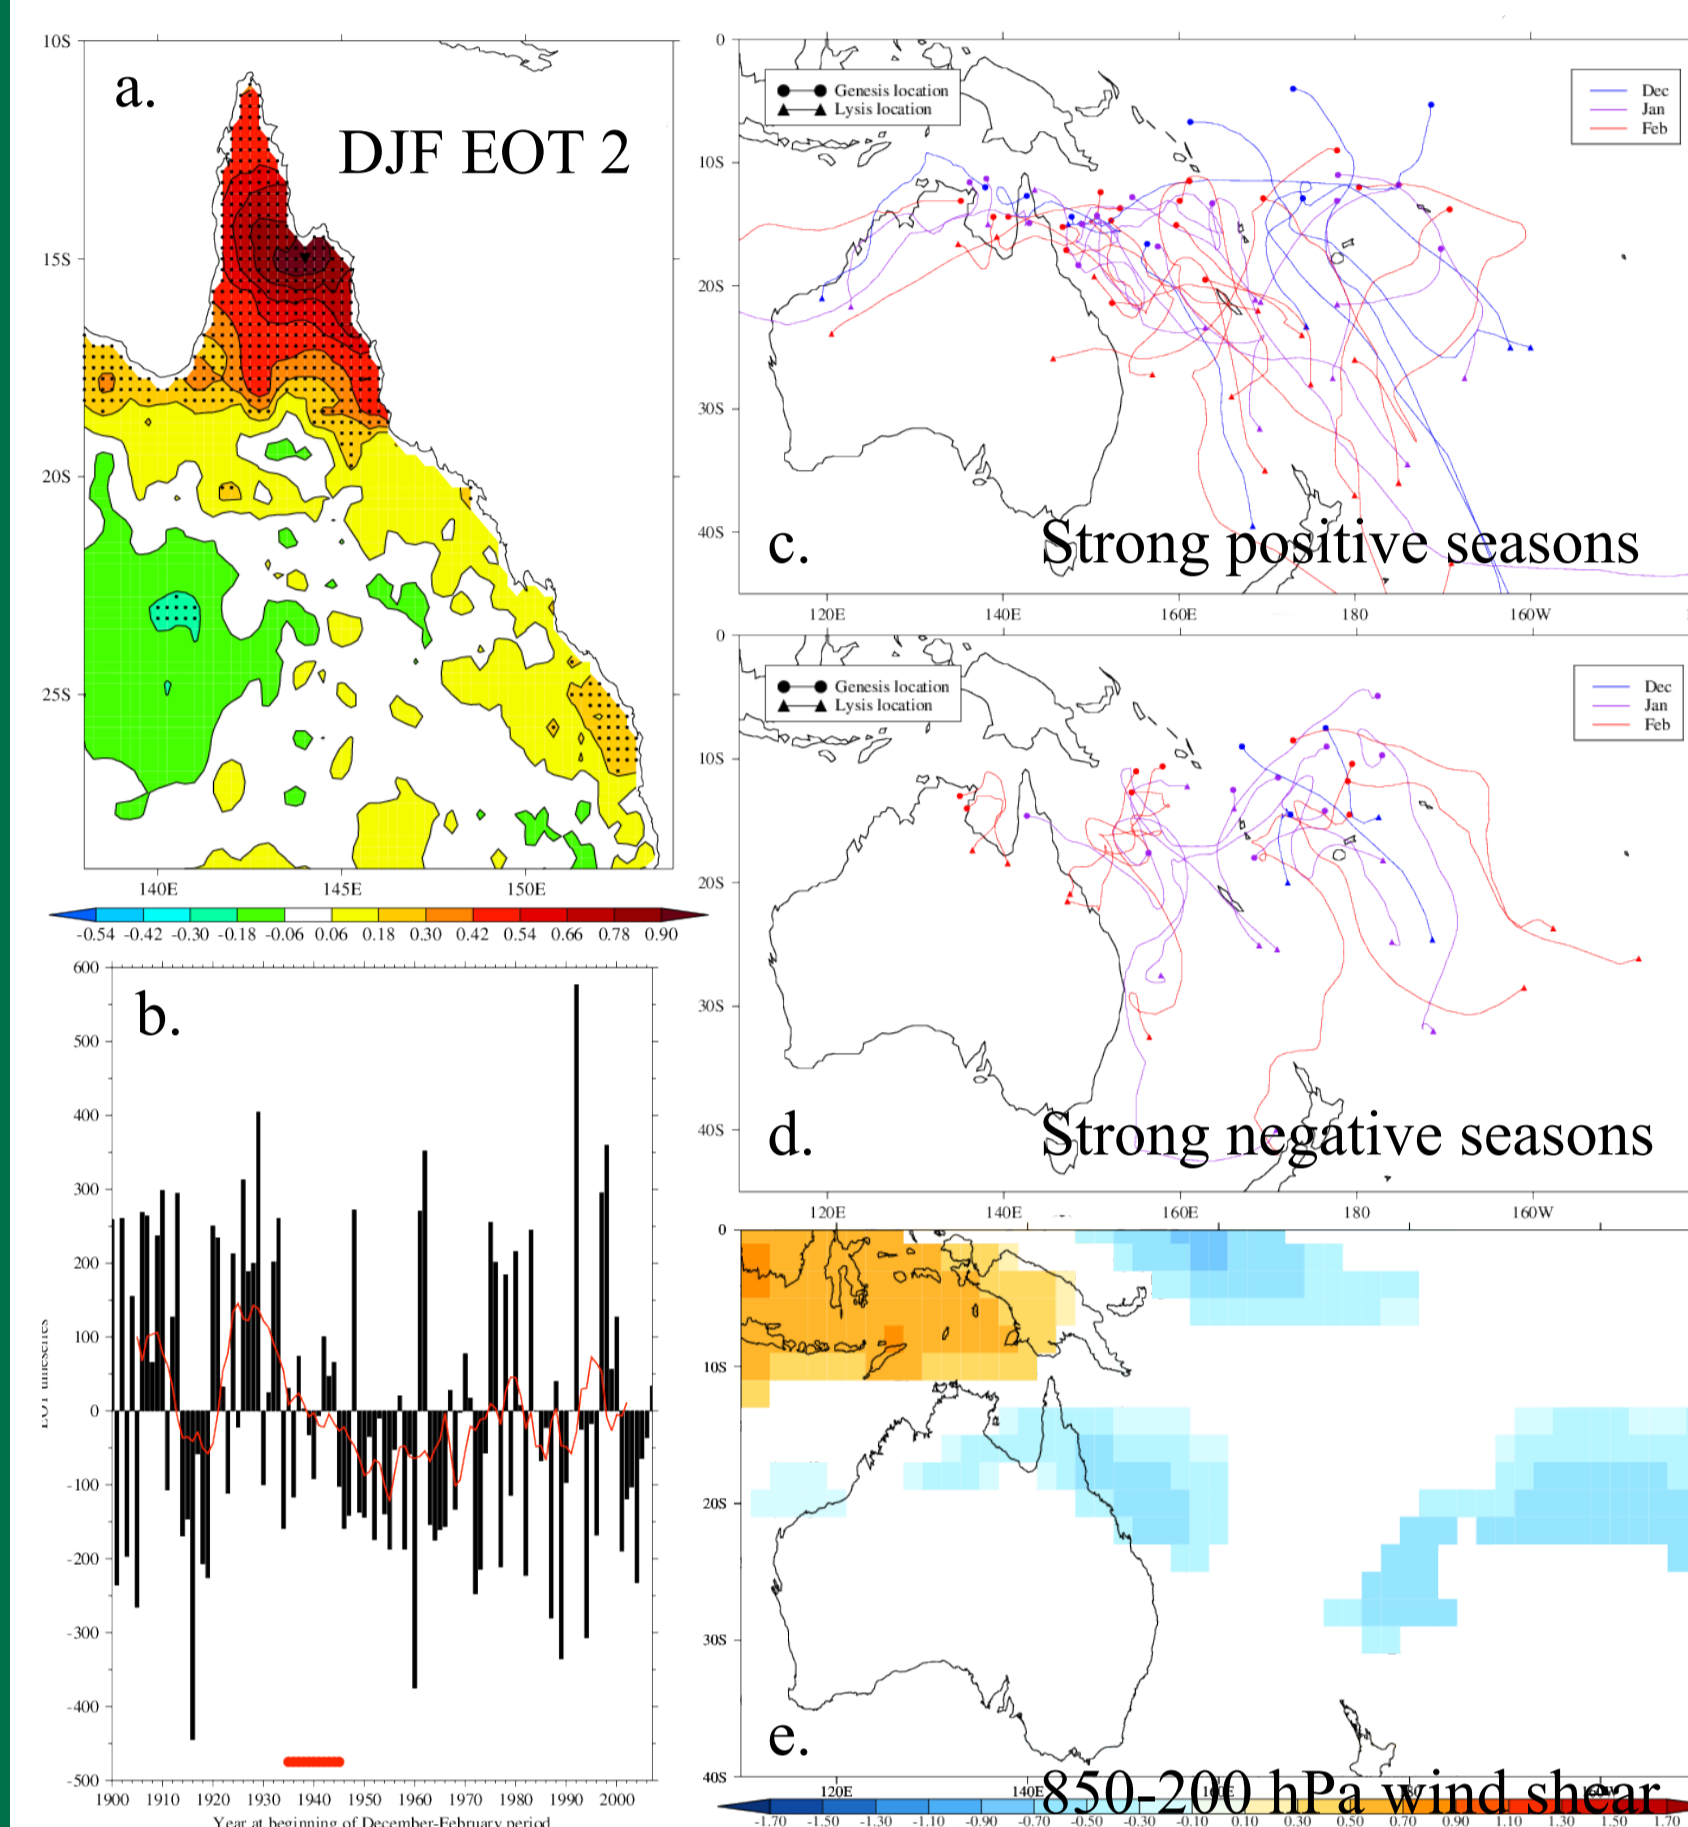 a.
DJF EOT 2
10S
15S
20S
25S
140E 145E 150E
-0.54 -0.42 -0.30 -0.18 -0.06 0.06 0.18 0.30 0.42 0.54 0.66 0.78 0.90
b.
600
500
400
300
200
100
0
-100
-200
-300
-400
-500
EOT timeseries
1900 1910 1920 1930 1940 1950 1960 1970 1980 1990 2000
Year at beginning of December-February period
0
10S
20S
30S
40S
Genesis location
Lysis location
Dec
Jan
Feb
c. Strong positive seasons
120E 140E 160E 180 160W
0
10S
20S
30S
40S
Genesis location
Lysis location
Dec
Jan
Feb
d. Strong negative seasons
120E 140E 160E 180 160W
0
10S
20S
30S
40S
e.
850-200 hPa wind shear
120E 140E 160E 180 160W
-1.70 -1.50 -1.30 -1.10 -0.90 -0.70 -0.50 -0.30 -0.10 0.10 0.30 0.50 0.70 0.90 1.10 1.30 1.50 1.70